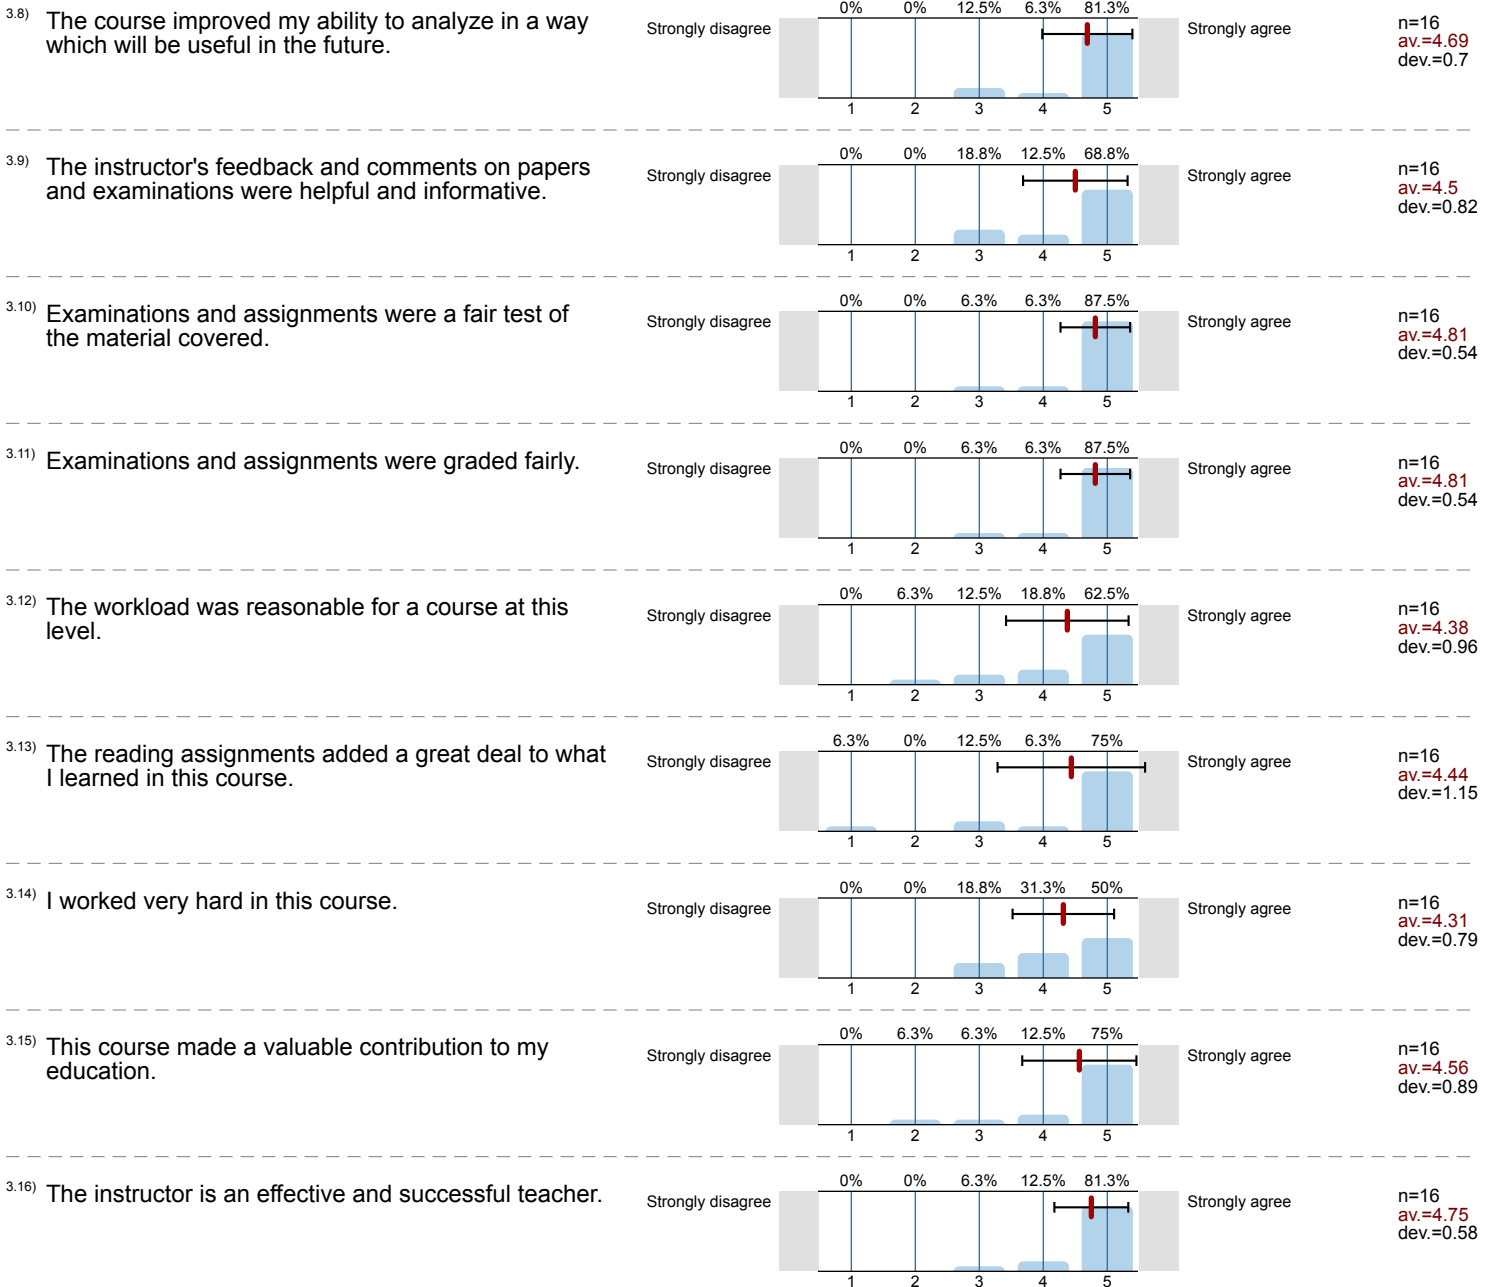 0% 0% 12.5% 6.3% 81.3%
3.8) The course improved my ability to analyze in a way
which will be useful in the future.
Strongly disagree
Strongly agree
n=16
av.=4.69
dev.=0.7
1 2 3 4 5
0% 0% 18.8% 12.5% 68.8%
3.9) The instructor's feedback and comments on papers
and examinations were helpful and informative.
Strongly disagree
Strongly agree
n=16
av.=4.5
dev.=0.82
1 2 3 4 5
0% 0% 6.3% 6.3% 87.5%
3.10) Examinations and assignments were a fair test of
the material covered.
Strongly disagree
Strongly agree
n=16
av.=4.81
dev.=0.54
1 2 3 4 5
0% 0% 6.3% 6.3% 87.5%
3.11) Examinations and assignments were graded fairly.
Strongly disagree
Strongly agree
n=16
av.=4.81
dev.=0.54
1 2 3 4 5
0% 6.3% 12.5% 18.8% 62.5%
3.12) The workload was reasonable for a course at this
level.
Strongly disagree
Strongly agree
n=16
av.=4.38
dev.=0.96
1 2 3 4 5
6.3% 0% 12.5% 6.3% 75%
3.13) The reading assignments added a great deal to what
I learned in this course.
Strongly disagree
Strongly agree
n=16
av.=4.44
dev.=1.15
1 2 3 4 5
0% 0% 18.8% 31.3% 50%
3.14) I worked very hard in this course.
Strongly disagree
Strongly agree
n=16
av.=4.31
dev.=0.79
1 2 3 4 5
0% 6.3% 6.3% 12.5% 75%
3.15) This course made a valuable contribution to my
education.
Strongly disagree
Strongly agree
n=16
av.=4.56
dev.=0.89
1 2 3 4 5
0% 0% 6.3% 12.5% 81.3%
3.16) The instructor is an effective and successful teacher.
Strongly disagree
Strongly agree
n=16
av.=4.75
dev.=0.58
1 2 3 4 5